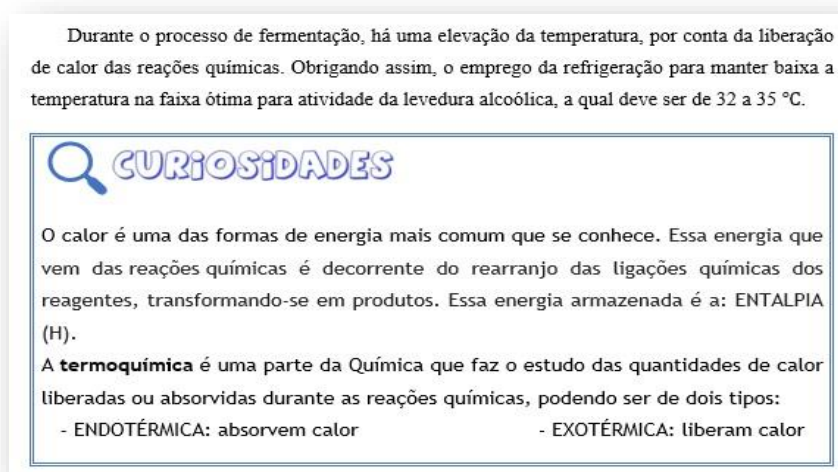 Durante o processo de fermentação, há uma elevação da temperatura, por conta da liberação
de calor das reações químicas. Obrigando assim, o emprego da refrigeração para manter baixa a
temperatura na faixa ótima para atividade da levedura alcoólica, a qual deve ser de 32 a 35 °C.
CURIOSIDADES
O calor é uma das formas de energia mais comum que se conhece. Essa energia que
vem das reações químicas é decorrente do rearranjo das ligações químicas dos
reagentes, transformando-se em produtos. Essa energia armazenada é a: ENTALPIA
(H).
A termoquímica é uma parte da Química que faz o estudo das quantidades de calor
liberadas ou absorvidas durante as reações químicas, podendo ser de dois tipos:
- ENDOTÉRMICA: absorvem calor - EXOTÉRMICA: liberam calor